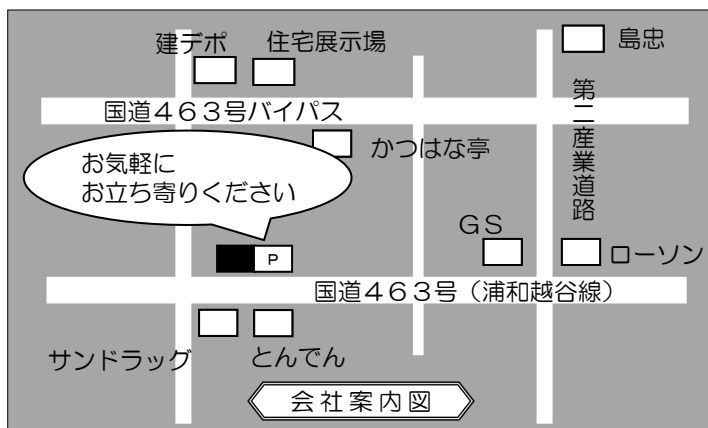 建デポ
住宅展示場
島忠
国道４６３号バイパス
第二産業道路
かつはな亭
お気軽に
お立ち寄りください
ＧＳ
ローソン
P
国道４６３号（浦和越谷線）
サンドラッグ
とんでん
会社案内図